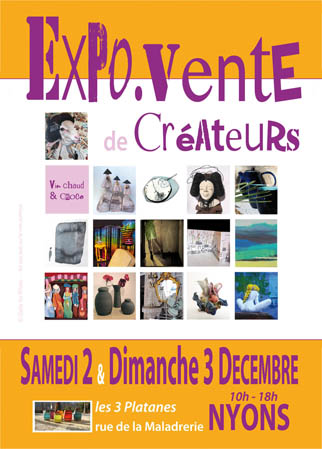 EXPO.VENTE
de CRÉATEURS
Vin chaud
& CHOCO
SAMEDI 2 & DIMANCHE 3 DECEMBRE
10h - 18h
les 3 Platanes
rue de la Maladrerie
NYONS